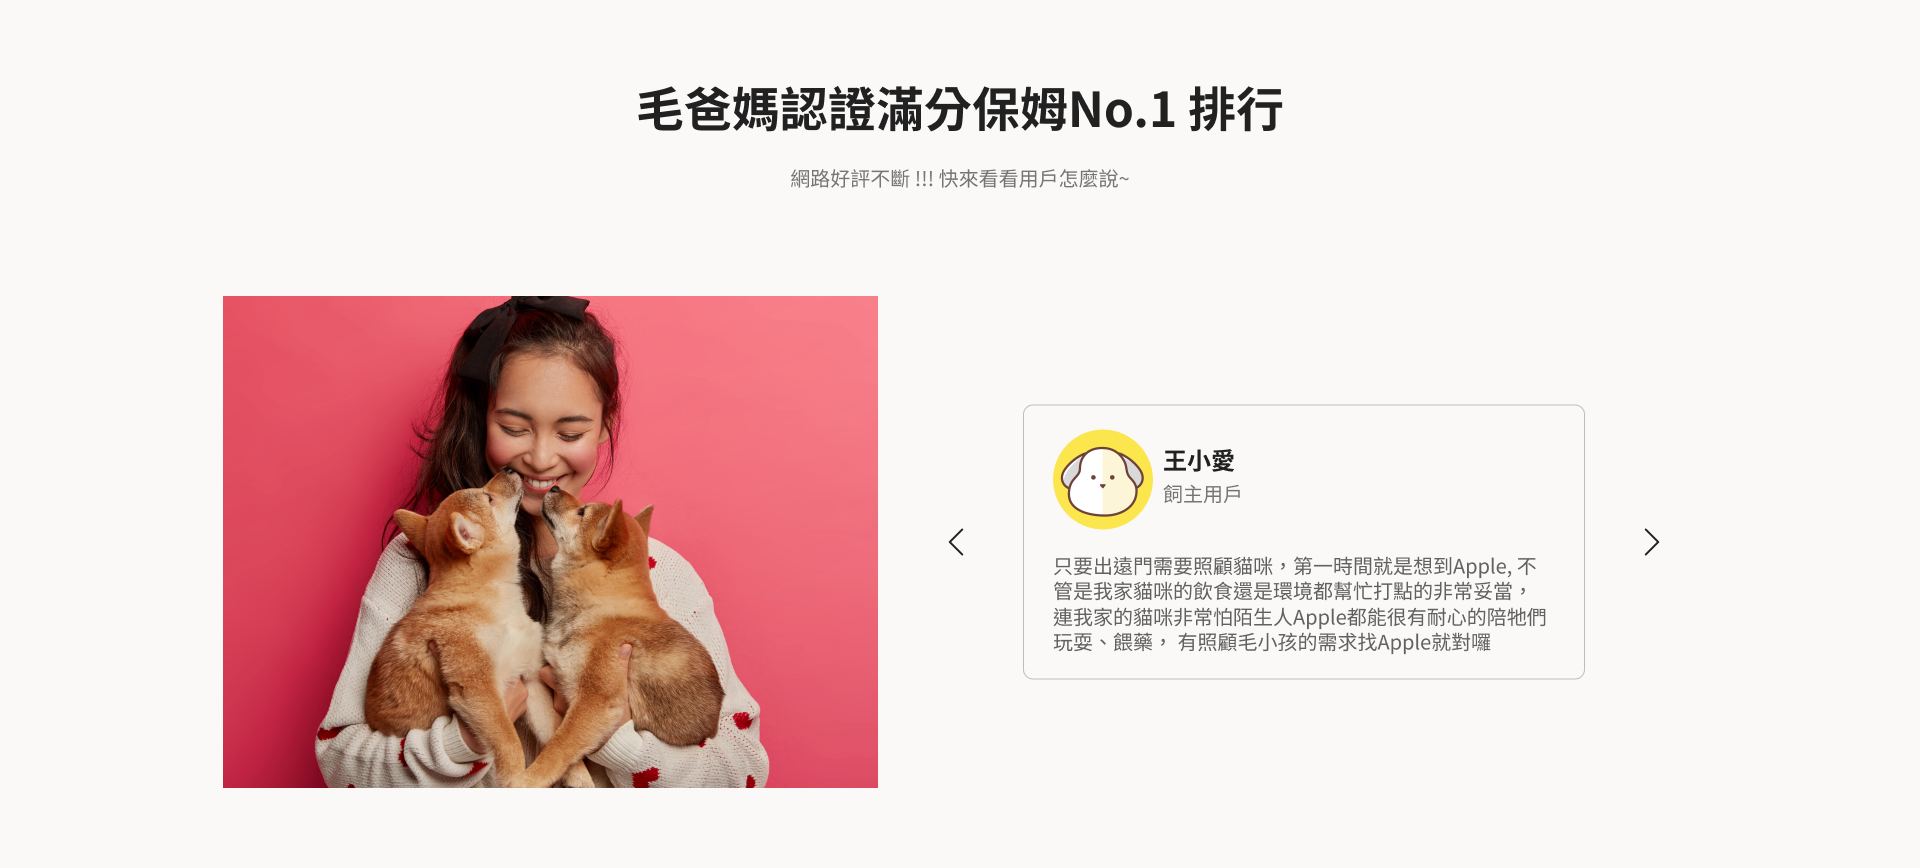 毛爸媽認證滿分保姆No.1 排行
網路好評不斷 !!! 快來看看用戶怎麼說~
王小愛
飼主用戶
只要出遠門需要照顧貓咪，第一時間就是想到Apple, 不
管是我家貓咪的飲食還是環境都幫忙打點的非常妥當，
連我家的貓咪非常怕陌生人Apple都能很有耐心的陪牠們
玩耍、餵藥， 有照顧毛小孩的需求找Apple就對囉